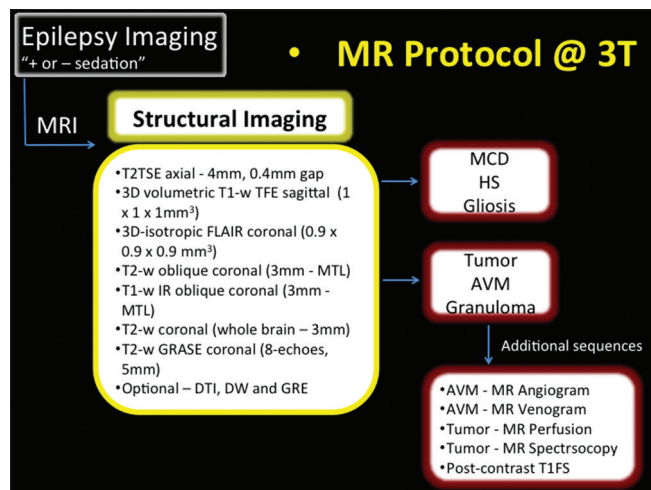 Epilepsy Imaging
“+ or – sedation”
• MR Protocol @ 3T
MRI
Structural Imaging
•T2TSE axial - 4mm, 0.4mm gap
•3D volumetric T1-w TFE sagittal (1
x 1 x 1mm³)
•3D-isotropic FLAIR coronal (0.9 x
0.9 x 0.9 mm³)
•T2-w oblique coronal (3mm - MTL)
•T1-w IR oblique coronal (3mm -
MTL)
•T2-w coronal (whole brain – 3mm)
•T2-w GRASE coronal (8-echoes,
5mm)
•Optional – DTI, DW and GRE
MCD
HS
Gliosis
Tumor
AVM
Granuloma
Additional sequences
•AVM - MR Angiogram
•AVM - MR Venogram
•Tumor - MR Perfusion
•Tumor - MR Spectrsocopy
•Post-contrast T1FS